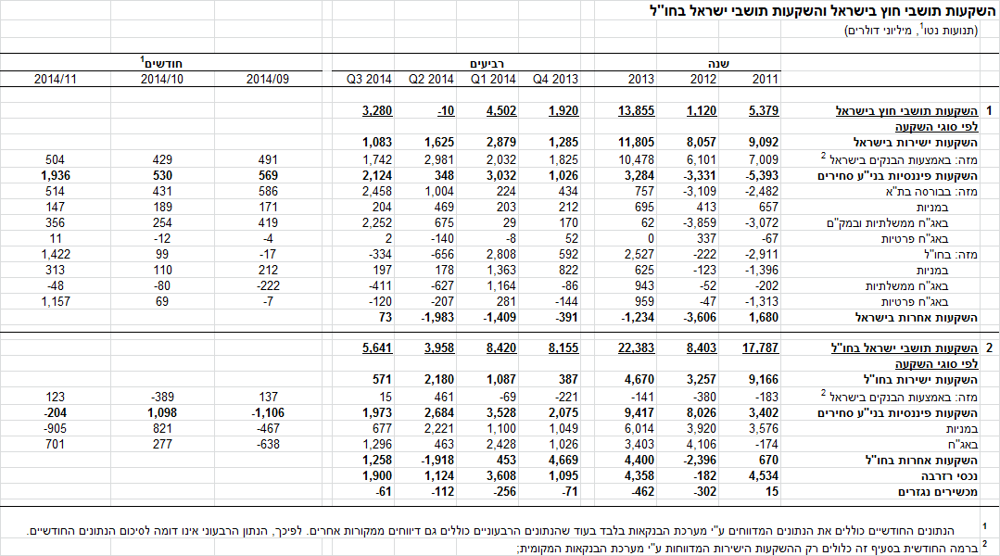 השקעות תושבי חוץ בישראל והשקעות תושבי ישראל בחו"ל
(תנועות נטו1, מיליוני דולרים)
שנה רביעים חודשים1
2011 2012 2013 Q4 2013 Q1 2014 Q2 2014 Q3 2014 2014/09 2014/10 2014/11
1 השקעות תושבי חוץ בישראל 5,379 1,120 13,855 1,920 4,502 -10 3,280
לפי סוגי השקעה
השקעות ישירות בישראל 9,092 8,057 11,805 1,285 2,879 1,625 1,083
מזה: באמצעות הבנקים בישראל 2 7,009 6,101 10,478 1,825 2,032 2,981 1,742 491 429 504
השקעות פיננסיות בני"ע סחירים -5,393 -3,331 3,284 1,026 3,032 348 2,124 569 530 1,936
מזה: בבורסה בת"א -2,482 -3,109 757 434 224 1,004 2,458 586 431 514
במניות 657 413 695 212 203 469 204 171 189 147
באג"ח ממשלתיות ובמק"ם -3,072 -3,859 62 170 29 675 2,252 419 254 356
באג"ח פרטיות -67 337 0 52 -8 -140 2 -4 -12 11
מזה: בחו"ל -2,911 -222 2,527 592 2,808 -656 -334 -17 99 1,422
במניות -1,396 -123 625 822 1,363 178 197 212 110 313
באג"ח ממשלתיות -202 -52 943 -86 1,164 -627 -411 -222 -80 -48
באג"ח פרטיות -1,313 -47 959 -144 281 -207 -120 -7 69 1,157
השקעות אחרות בישראל 1,680 -3,606 -1,234 -391 -1,409 -1,983 73
2 השקעות תושבי ישראל בחו"ל 17,787 8,403 22,383 8,155 8,420 3,958 5,641
לפי סוגי השקעה
השקעות ישירות בחו"ל 9,166 3,257 4,670 387 1,087 2,180 571
מזה: באמצעות הבנקים בישראל 2 -183 -380 -141 -221 -69 461 15 137 -389 123
השקעות פיננסיות בני"ע סחירים 3,402 8,026 9,417 2,075 3,528 2,684 1,973 -1,106 1,098 -204
במניות 3,576 3,920 6,014 1,049 1,100 2,221 677 -467 821 -905
באג"ח -174 4,106 3,403 1,026 2,428 463 1,296 -638 277 701
השקעות אחרות בחו"ל 670 -2,396 4,400 4,669 453 -1,918 1,258
נכסי רזרבה 4,534 -182 4,358 1,095 3,608 1,124 1,900
מכשירים נגזרים 15 -302 -462 -71 -256 -112 -61
1 הנתונים החודשיים כוללים את הנתונים המדווחים ע"י מערכת הבנקאות בלבד בעוד שהנתונים הרבעוניים כוללים גם דיווחים ממקורות אחרים. לפיכך, הנתון הרבעוני אינו דומה לסיכום הנתונים החודשיים.
2 ברמה החודשית בסעיף זה כלולים רק ההשקעות הישירות המדווחות ע"י מערכת הבנקאות המקומית;